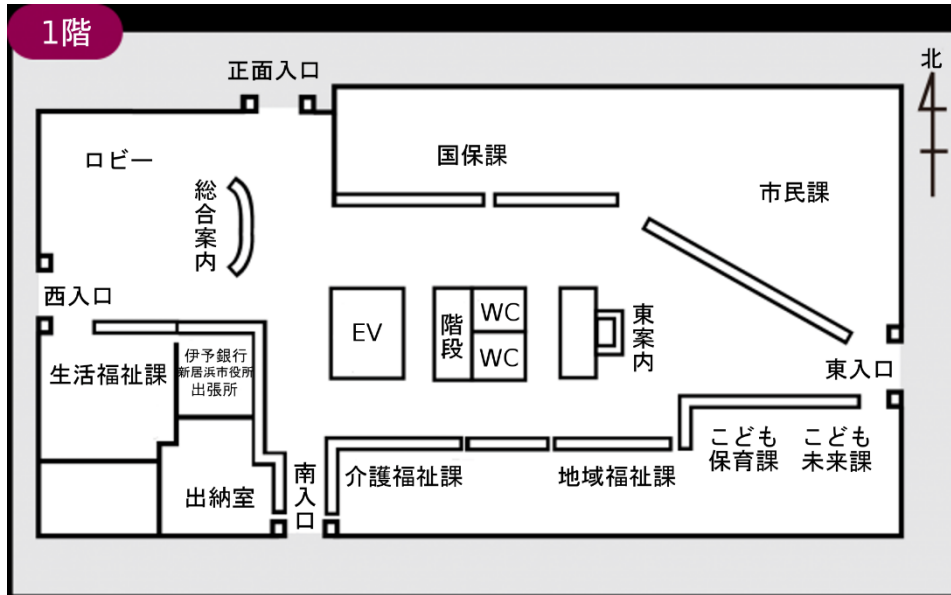 1階
正面入口
北
ロビー
国保課
市民課
総合案内
西入口
EV
階段
WC
WC
東案内
生活福祉課
伊予銀行
新居浜市役所
出張所
東入口
こども
保育課
こども
未来課
介護福祉課
地域福祉課
出納室
南入口